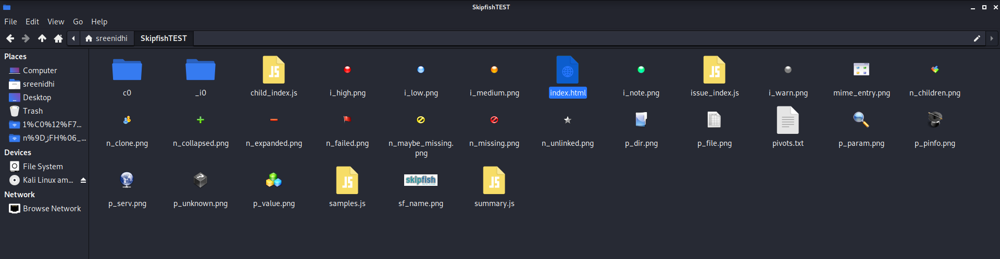 SkipfishTEST
File Edit View Go Help
sreenidhi SkipfishTEST
Places
Computer
sreenidhi
Desktop
Trash
1%C0%12%F7...
Devices
File System
Kali Linux am...
Network
Browse Network
c0 _i0 child_index.js i_high.png i_low.png i_medium.png index.html i_note.png issue_index.js i_warn.png mime_entry.png n_children.png
n_clone.png n_collapsed.png n_expanded.png n_failed.png n_maybe_missing. n_missing.png n_unlinked.png p_dir.png p_file.png pivots.txt p_param.png p_pinfo.png
png
p_serv.png p_unknown.png p_value.png samples.js sf_name.png summary.js
JS
JS
JS
skipfish
JS